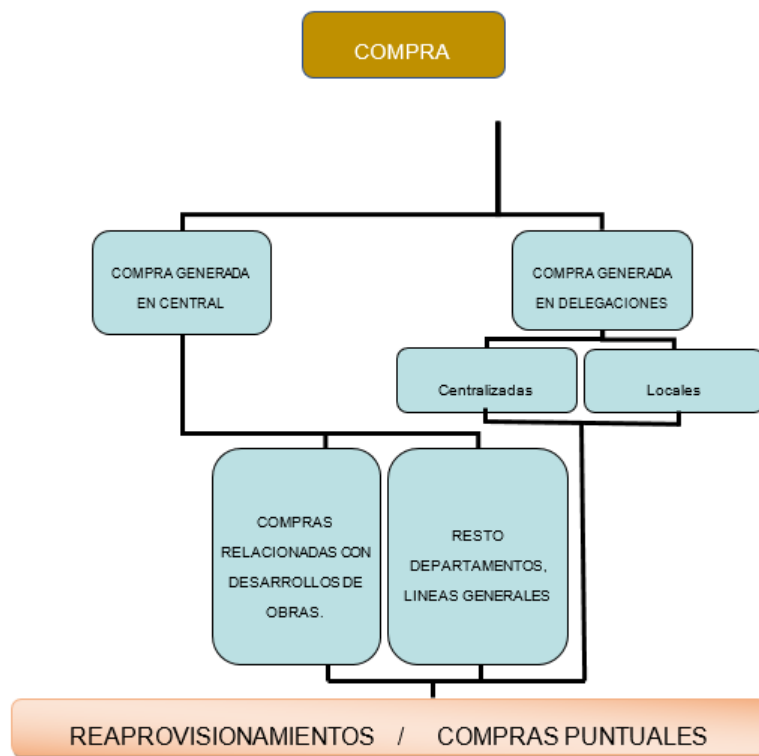 COMPRA
COMPRA GENERADA
EN CENTRAL
COMPRA GENERADA
EN DELEGACIONES
Centralizadas
Locales
COMPRAS
RELACIONADAS CON
DESARROLLOS DE
OBRAS.
RESTO
DEPARTAMENTOS,
LINEAS GENERALES
REAPROVISIONAMIENTOS / COMPRAS PUNTUALES